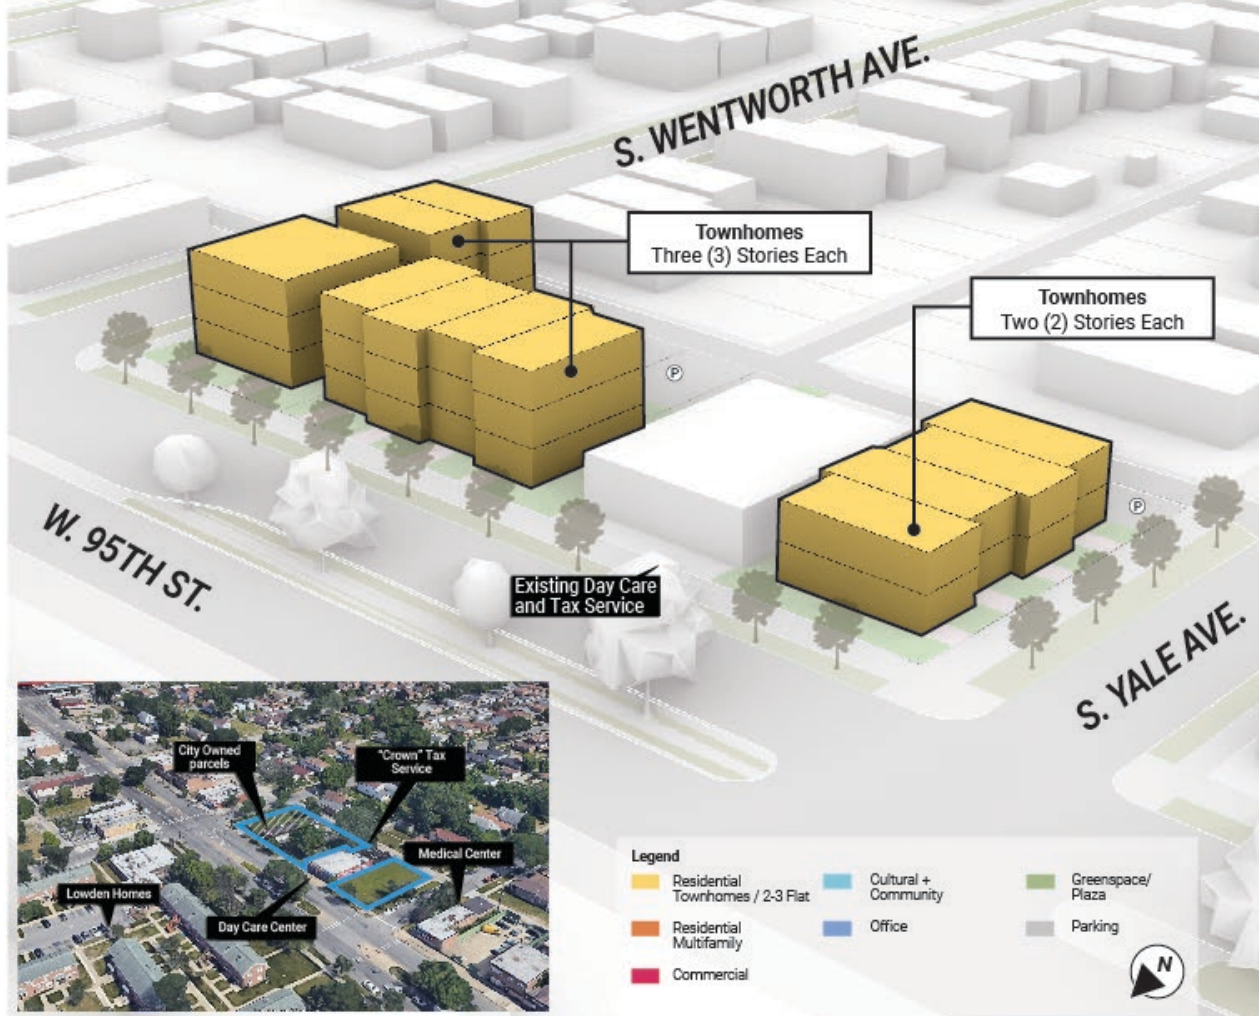 S. WENTWORTH AVE.
Townhomes
Three (3) Stories Each
Townhomes
Two (2) Stories Each
P
P
W. 95TH ST.
Existing Day Care
and Tax Service
S. YALE AVE.
City Owned
parcels
"Crown" Tax
Service
Medical Center
Lowden Homes
Day Care Center
Legend
Residential
Townhomes / 2-3 Flat
Residential
Multifamily
Commercial
Cultural +
Community
Office
Greenspace/
Plaza
Parking
N